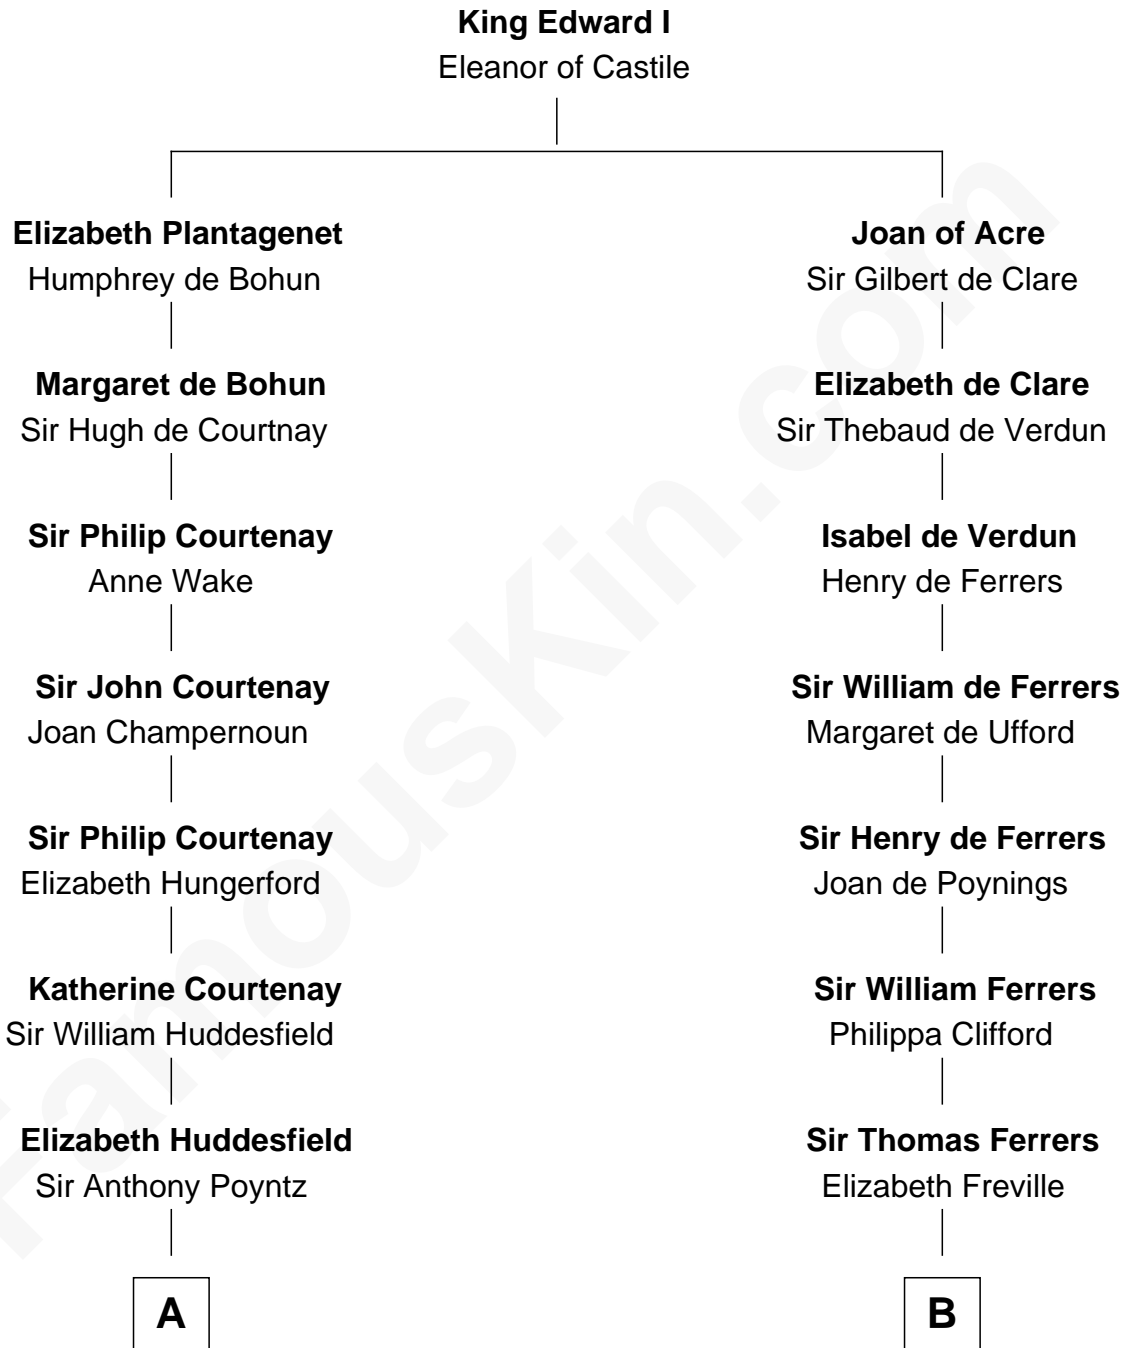 King Edward I
Eleanor of Castile
Elizabeth Plantagenet
Humphrey de Bohun
Joan of Acre
Sir Gilbert de Clare
Margaret de Bohun
Sir Hugh de Courtnay
Elizabeth de Clare
Sir Thebaud de Verdun
Sir Philip Courtenay
Anne Wake
Isabel de Verdun
Henry de Ferrers
Sir John Courtenay
Joan Champernoun
Sir William de Ferrers
Margaret de Ufford
Sir Philip Courtenay
Elizabeth Hungerford
Sir Henry de Ferrers
Joan de Poynings
Katherine Courtenay
Sir William Huddesfield
Sir William Ferrers
Philippa Clifford
Elizabeth Huddesfield
Sir Anthony Poyntz
Sir Thomas Ferrers
Elizabeth Freville
A
B
FamousKin.com